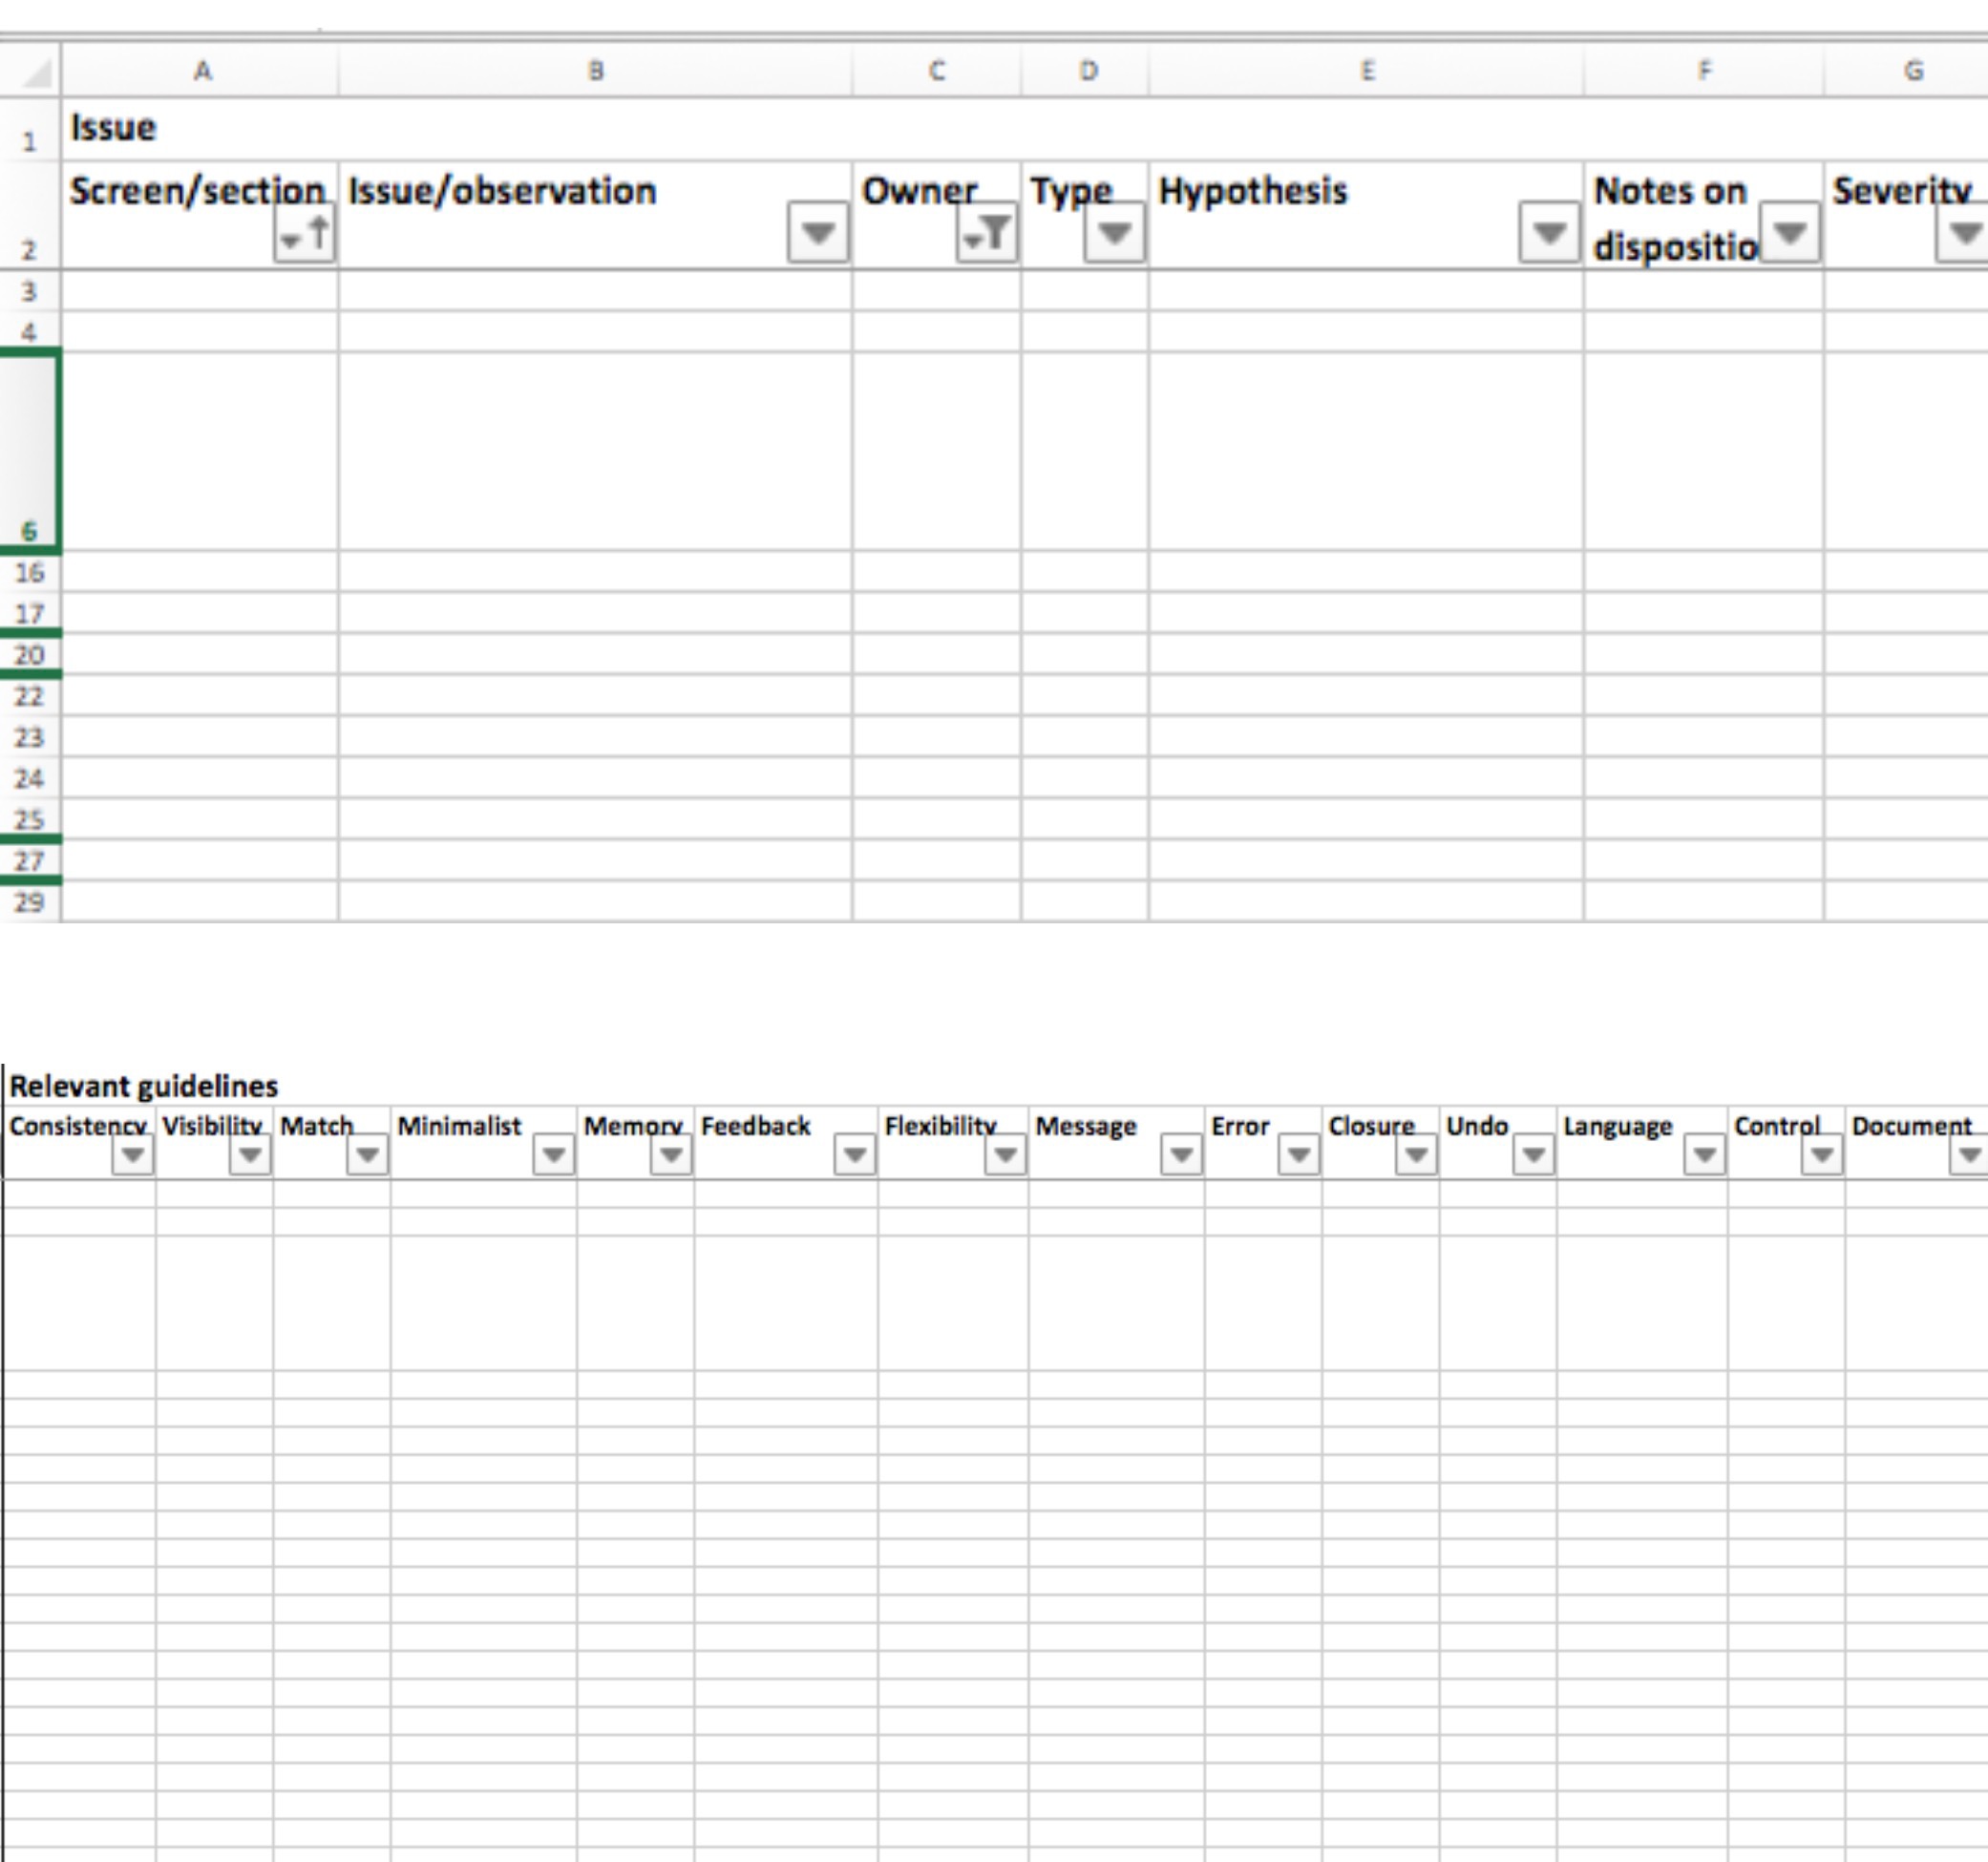 A B C D E F G
1 Issue
Screen/section Issue/observation Owner Type Hypothesis Notes on Severity
2 dispositio
3
4
6
16
17
20
22
23
24
25
27
29
Relevant guidelines
Consistency Visibility Match Minimalist Memory Feedback Flexibility Message Error Closure Undo Language Control Document